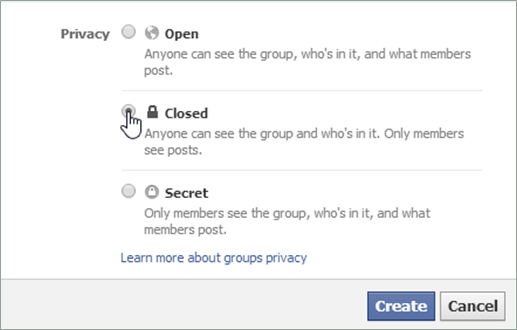 Privacy Open
Anyone can see the group, who's in it, and what members
post.
Closed
Anyone can see the group and who's in it. Only members
see posts.
Secret
Only members see the group, who's in it, and what
members post.
Learn more about groups privacy
Create Cancel